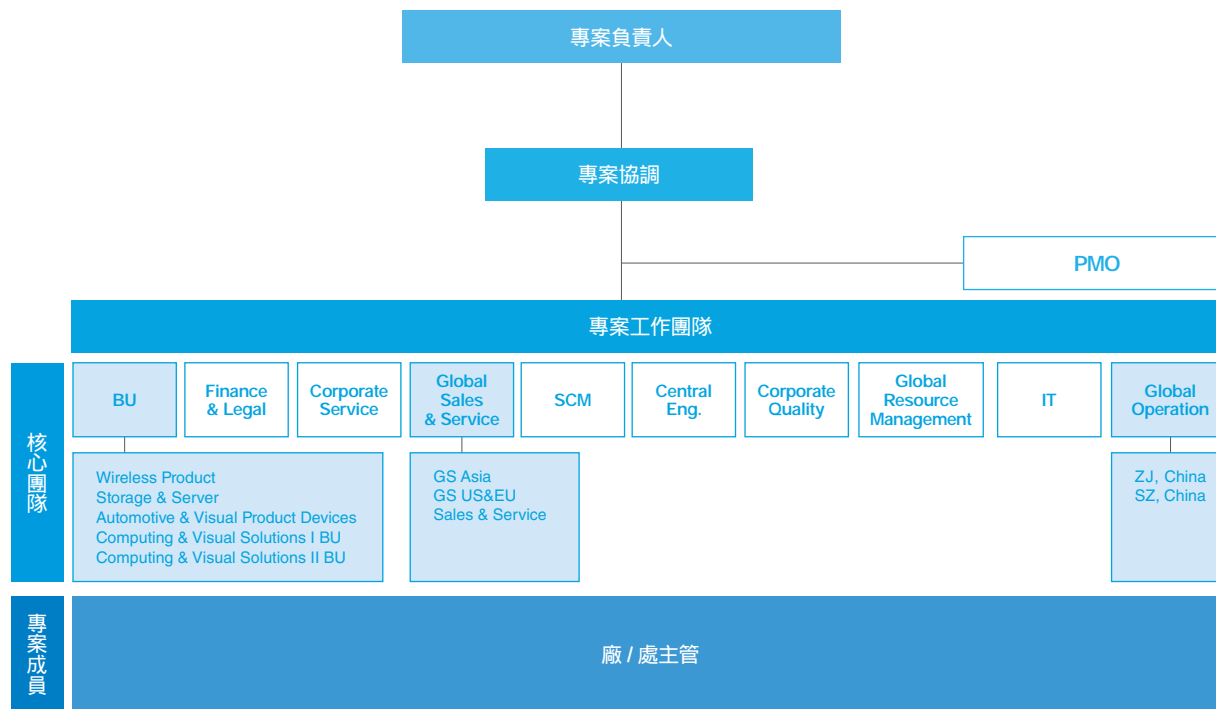 專案負責人
專案協調
PMO
專案工作團隊
核心團隊
BU
Finance
& Legal
Corporate
Service
Global
Sales
& Service
SCM
Central
Eng.
Corporate
Quality
Global
Resource
Management
IT
Global
Operation
Wireless Product
Storage & Server
Automotive & Visual Product Devices
Computing & Visual Solutions I BU
Computing & Visual Solutions II BU
GS Asia
GS US&EU
Sales & Service
ZJ, China
SZ, China
專案成員
廠 / 處主管